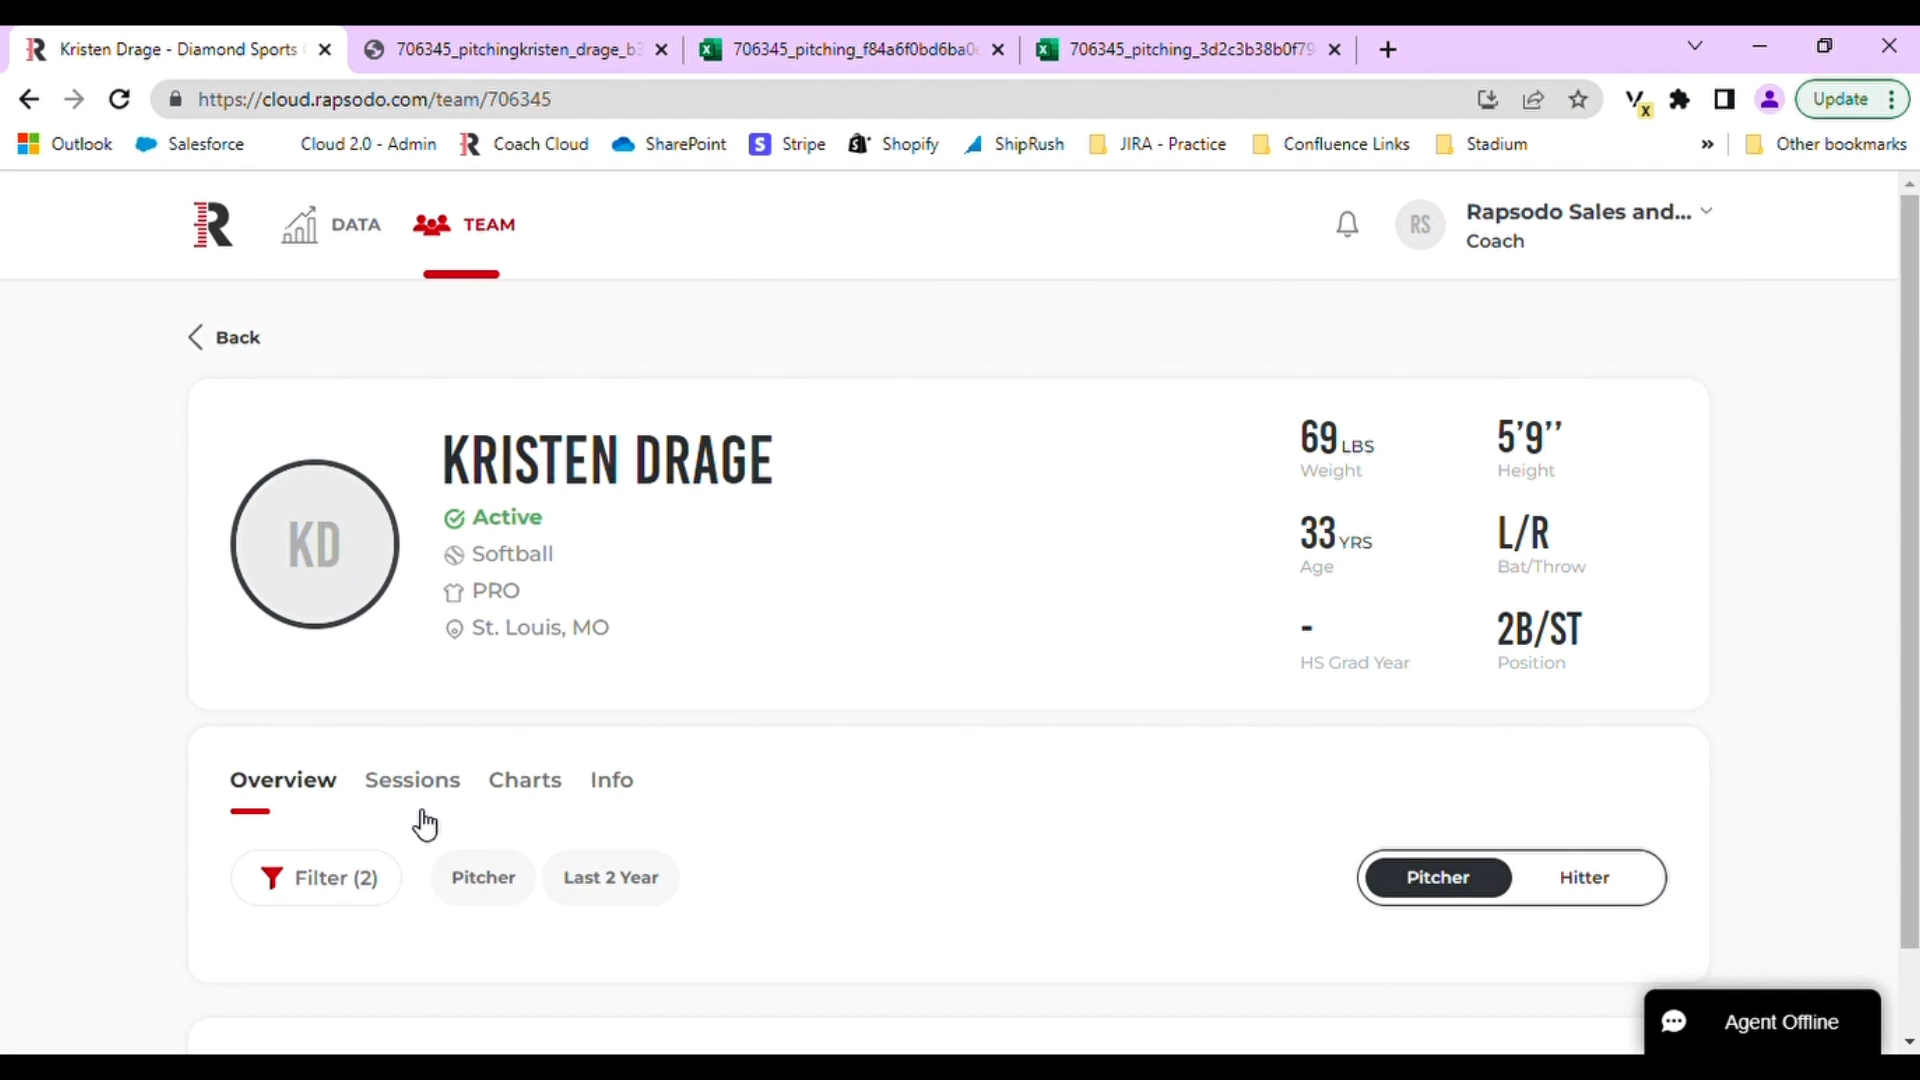 Kristen Drage - Diamond Sports
706345_pitchingkristen_drage_b3
706345_pitching_f84a6f0bd6ba0
706345_pitching_3d2c3b38b0f79
https://cloud.rapsodo.com/team/706345
Update
Outlook
Salesforce
Cloud 2.0 - Admin
Coach Cloud
SharePoint
Stripe
Shopify
ShipRush
JIRA - Practice
Confluence Links
Stadium
»
Other bookmarks
R
DATA
TEAM
RS
Rapsodo Sales and...
Coach
Back
KD
KRISTEN DRAGE
Active
Softball
PRO
St. Louis, MO
69 LBS
Weight
5’9’’
Height
33 YRS
Age
L/R
Bat/Throw
-
HS Grad Year
2B/ST
Position
Overview
Sessions
Charts
Info
Filter (2)
Pitcher
Last 2 Year
Pitcher
Hitter
Agent Offline